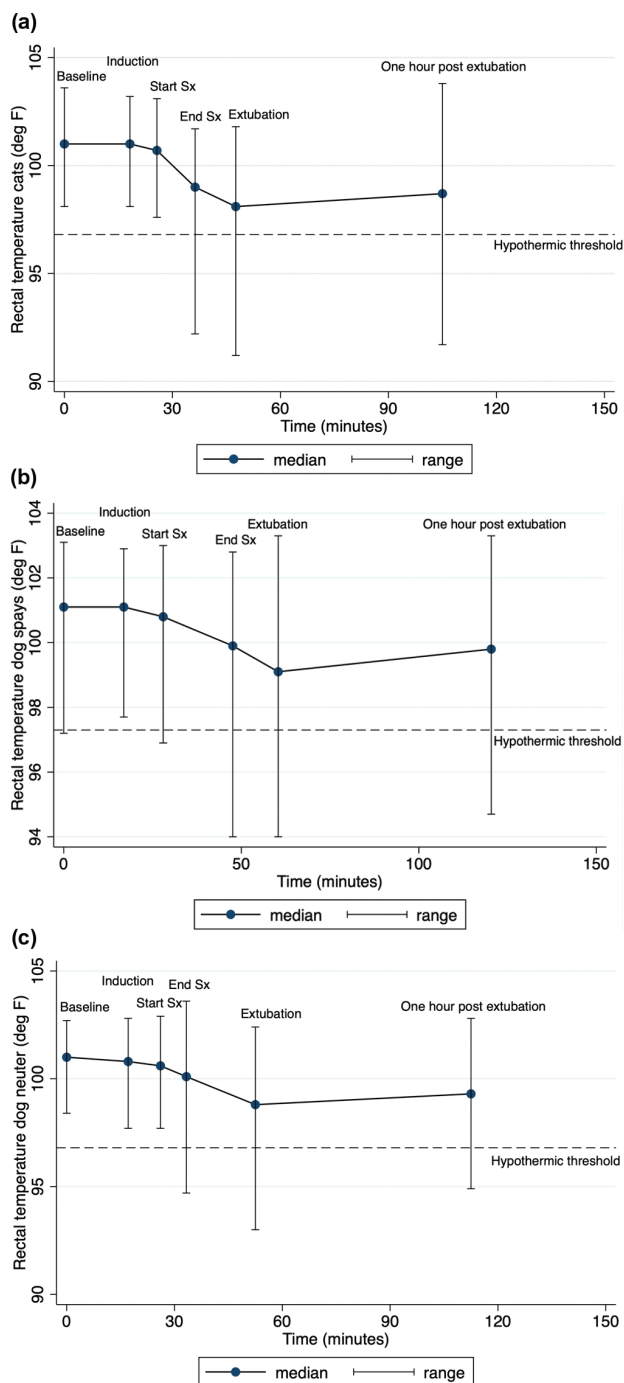 (a)
Rectal temperature cats (deg F)
105
100
95
90
Induction
Baseline
One hour post extubation
Start Sx
End Sx Extubation
Hypothermic threshold
0 30 60 90 120 150
Time (minutes)
median range
(b)
Rectal temperature dog spays (deg F)
104
102
100
98
96
94
Induction
Baseline
Start Sx
End Sx
Extubation
One hour post extubation
Hypothermic threshold
0 50 100 150
Time (minutes)
median range
(c)
Rectal temperature dog neuter (deg F)
105
100
95
90
Induction
End Sx
Baseline
Start Sx
Extubation
One hour post extubation
Hypothermic threshold
0 30 60 90 120 150
Time (minutes)
median range